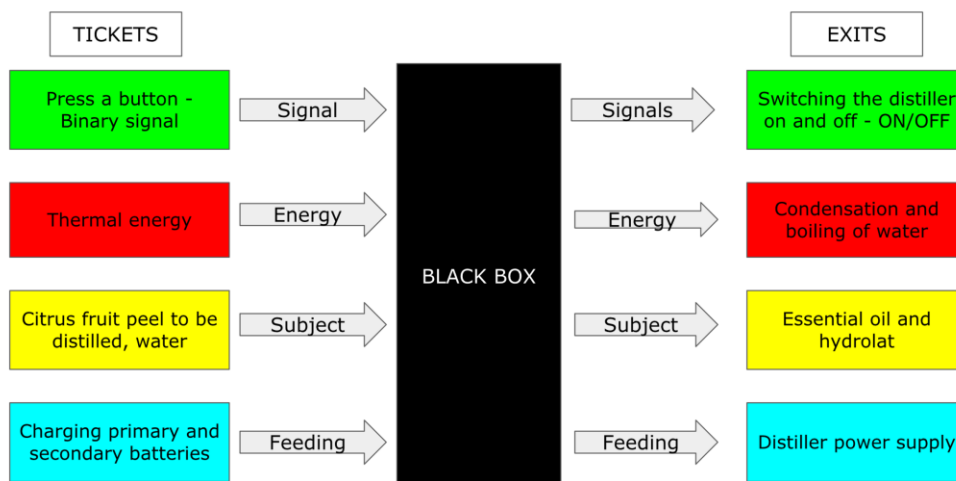 TICKETS
EXITS
Press a button -
Binary signal
Signal
Signals
Switching the distiller
on and off - ON/OFF
Thermal energy
Energy
Energy
Condensation and
boiling of water
BLACK BOX
Citrus fruit peel to be
distilled, water
Subject
Subject
Essential oil and
hydrolat
Charging primary and
secondary batteries
Feeding
Feeding
Distiller power supply